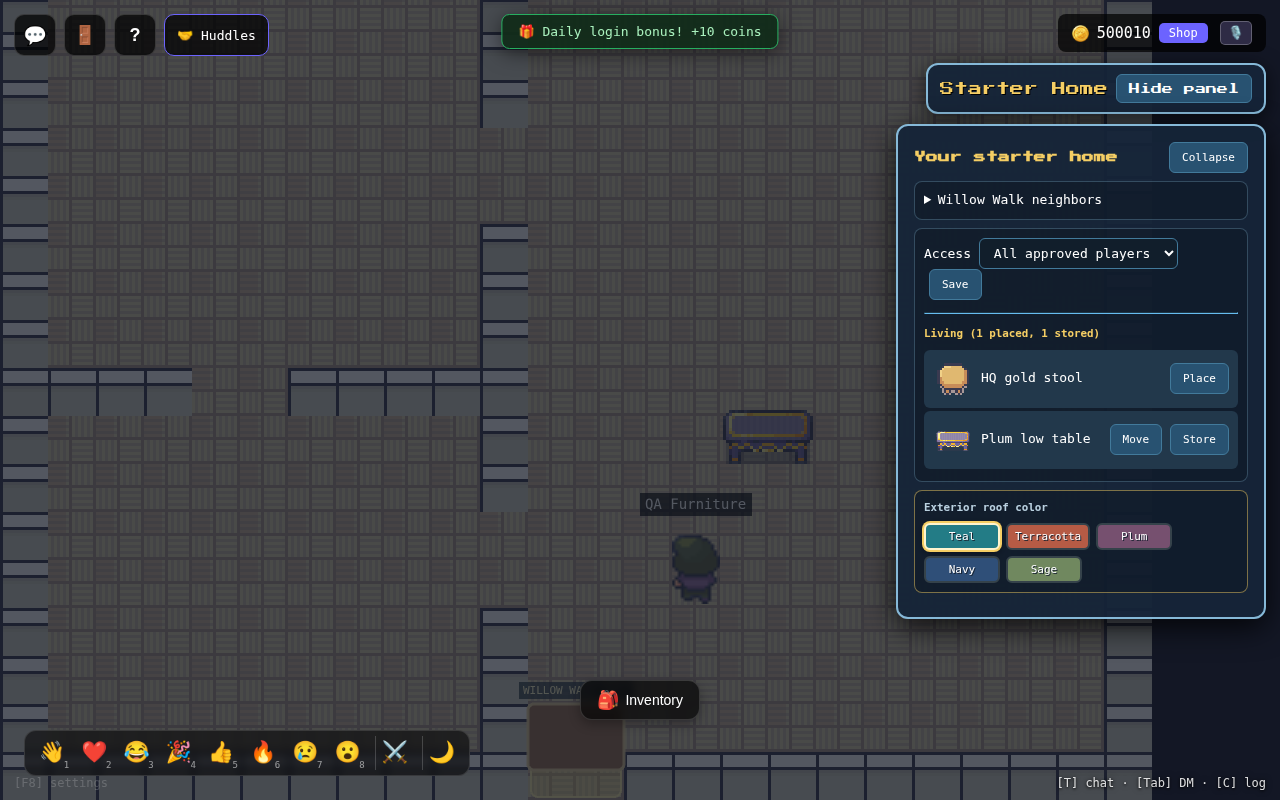 ? 🤝 Huddles
🎁 Daily login bonus! +10 coins
500010 Shop
Starter Home Hide panel
Your starter home Collapse
▶ Willow Walk neighbors
Access All approved players
Save
Living (1 placed, 1 stored)
HQ gold stool Place
Plum low table Move Store
QA Furniture
Exterior roof color
Teal Terracotta Plum
Navy Sage
WILLOW WA
Inventory
1 2 3 4 5 6 7 8
[F8] settings
[T] chat · [Tab] DM · [C] log